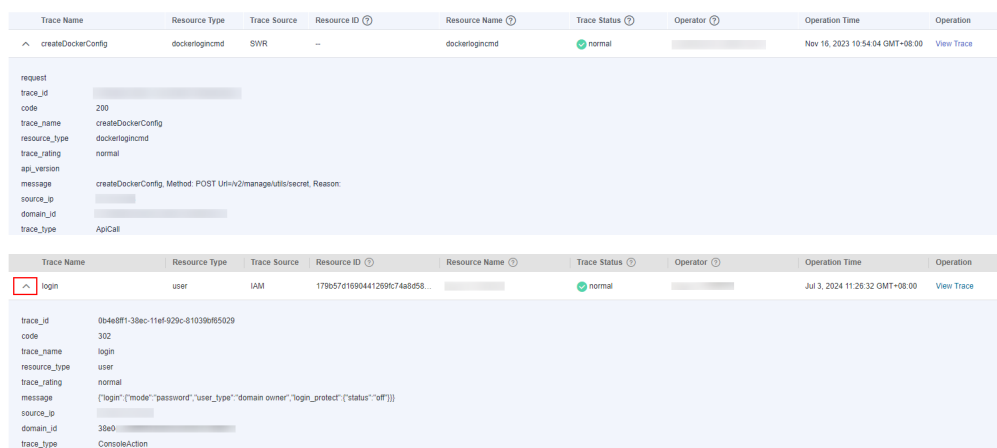 Trace Name Resource Type Trace Source Resource ID ? Resource Name ? Trace Status ? Operator ? Operation Time Operation
createDockerConfig dockerlogincmd SWR -- dockerlogincmd normal Nov 16, 2023 10:54:04 GMT+08:00 View Trace
request
trace_id
code 200
trace_name createDockerConfig
resource_type dockerlogincmd
trace_rating normal
api_version
message createDockerConfig, Method: POST Url=/v2/manage/utils/secret, Reason:
source_ip
domain_id
trace_type ApiCall
Trace Name Resource Type Trace Source Resource ID ? Resource Name ? Trace Status ? Operator ? Operation Time Operation
login user IAM 179b57d1690441269fc74a8d58... normal Jul 3, 2024 11:26:32 GMT+08:00 View Trace
trace_id 0b4e8ff1-38ec-11ef-929c-81039bf65029
code 302
trace_name login
resource_type user
trace_rating normal
message {"login":{"mode":"password","user_type":"domain owner","login_protect":{"status":"off"}}}
source_ip
domain_id 38e0
trace_type ConsoleAction